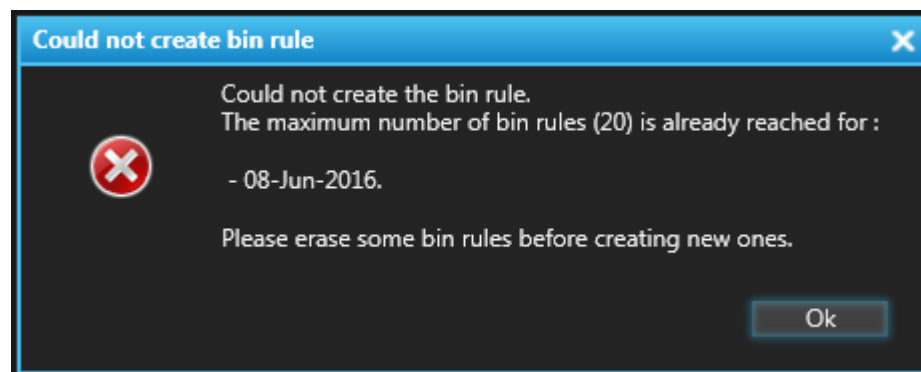 Could not create bin rule
Could not create the bin rule.
The maximum number of bin rules (20) is already reached for :
- 08-Jun-2016.
Please erase some bin rules before creating new ones.
Ok